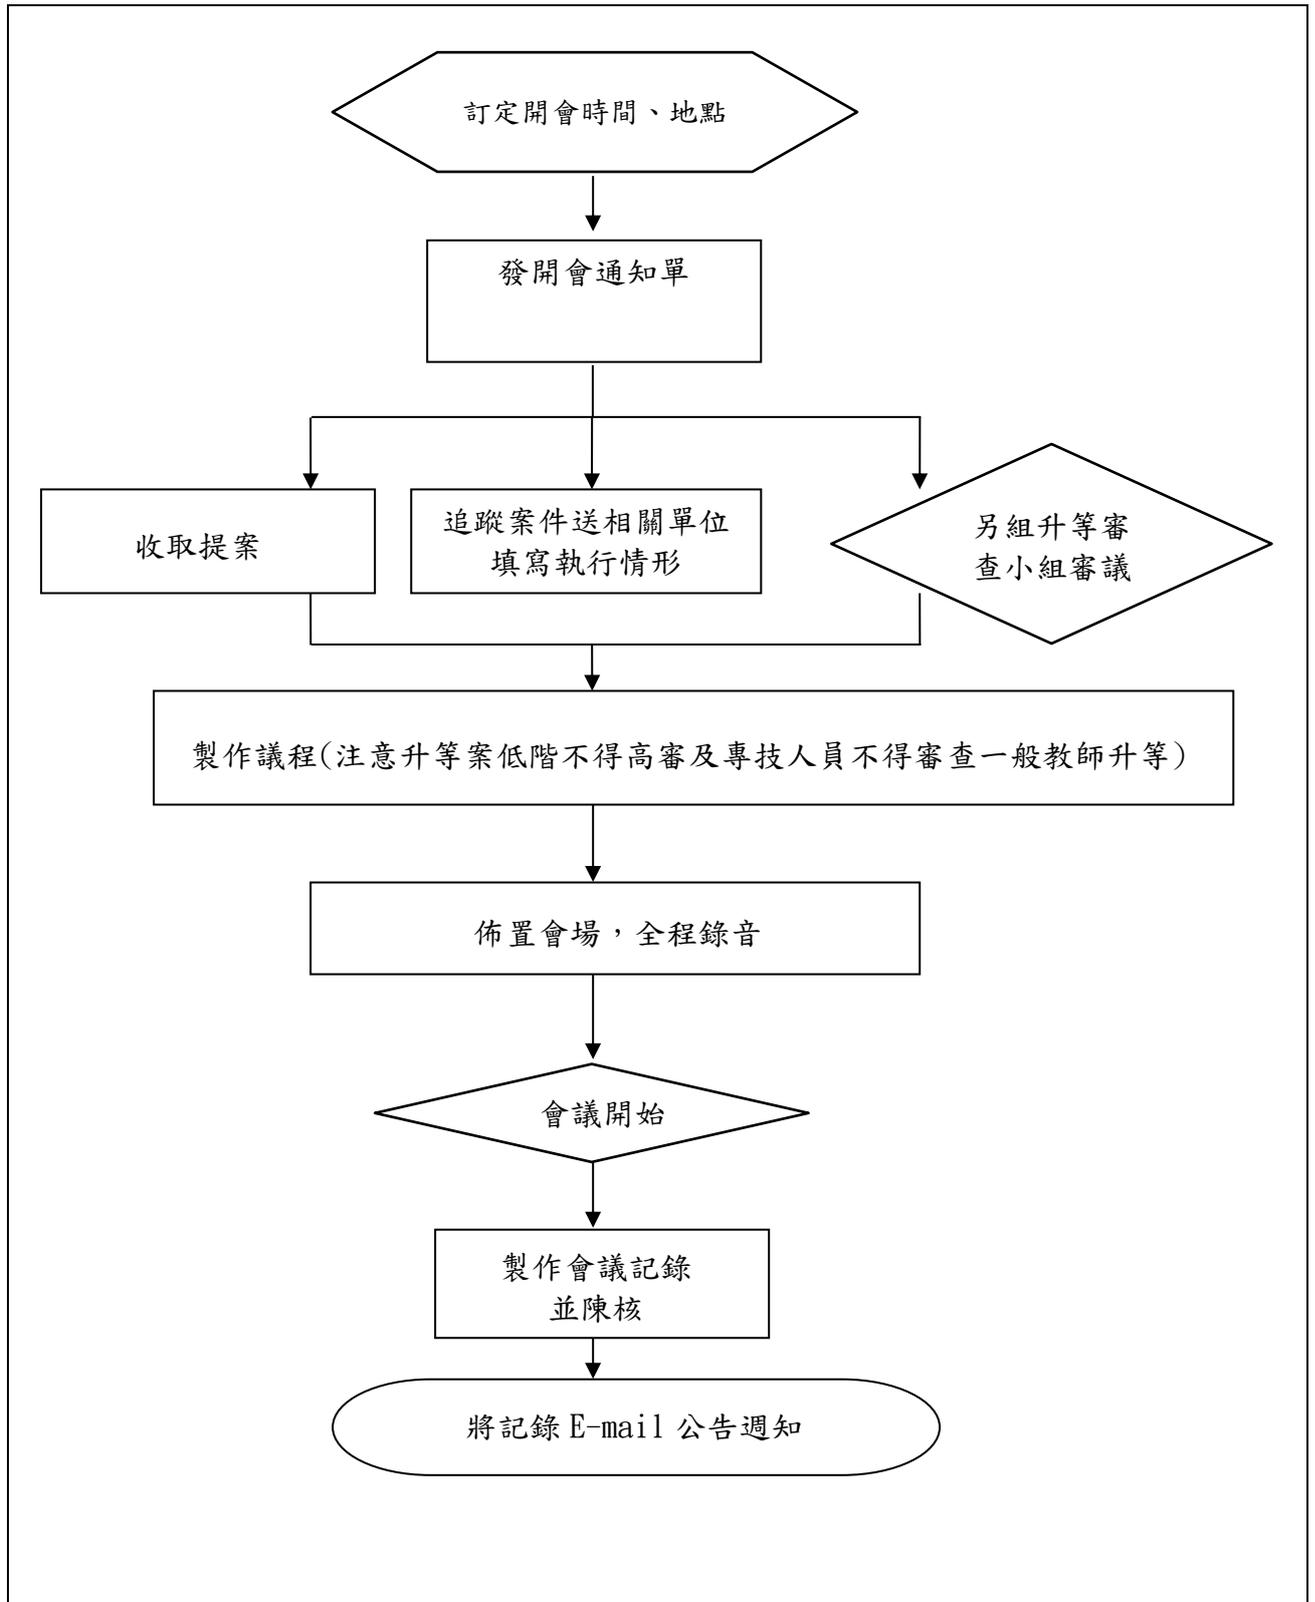 訂定開會時間、地點
發開會通知單
收取提案
追蹤案件送相關單位
填寫執行情形
另組升等審
查小組審議
製作議程(注意升等案低階不得高審及專技人員不得審查一般教師升等)
佈置會場，全程錄音
會議開始
製作會議記錄
並陳核
將記錄 E-mail 公告週知